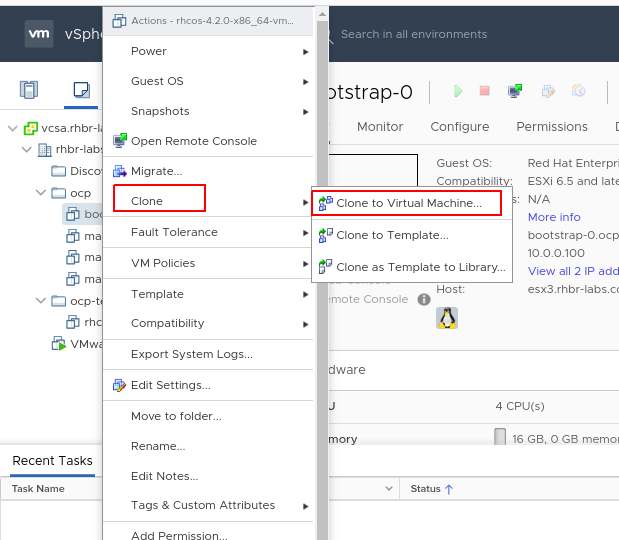 vm vSphe
Actions - rhcos-4.2.0-x86_64-vm...
Search in all environments
Power
Guest OS
Snapshots
Open Remote Console
Migrate...
Clone
Fault Tolerance
VM Policies
Template
Compatibility
Export System Logs...
Edit Settings...
Move to folder...
Rename...
Edit Notes...
Tags & Custom Attributes
Add Permission...
Clone to Virtual Machine...
Clone to Template...
Clone as Template to Library...
vcsa.rhbr-la
rhbr-labs
Discov
ocp
boo
ma
ma
ma
ocp-te
rhc
VMwa
otstrap-0
Monitor Configure Permissions
Guest OS: Red Hat Enterpri
Compatibility: ESXi 6.5 and late
N/A
More info
bootstrap-0.ocp
10.0.0.100
View all 2 IP add
Host: esx3.rhbr-labs.co
emote Console
dware
U 4 CPU(s)
mory 16 GB, 0 GB memor
Recent Tasks
Task Name Status